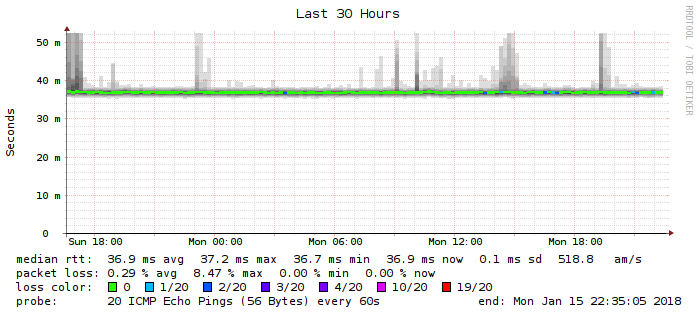 Last 30 Hours
RRDTOOL / TOBI OETIKER
Seconds
50 m
40 m
30 m
20 m
10 m
0
Sun 18:00 Mon 00:00 Mon 06:00 Mon 12:00 Mon 18:00
median rtt: 36.9 ms avg 37.2 ms max 36.7 ms min 36.9 ms now 0.1 ms sd 518.8 am/s
packet loss: 0.29 % avg 8.47 % max 0.00 % min 0.00 % now
loss color: 0 1/20 2/20 3/20 4/20 10/20 19/20
probe: 20 ICMP Echo Pings (56 Bytes) every 60s end: Mon Jan 15 22:35:05 2018